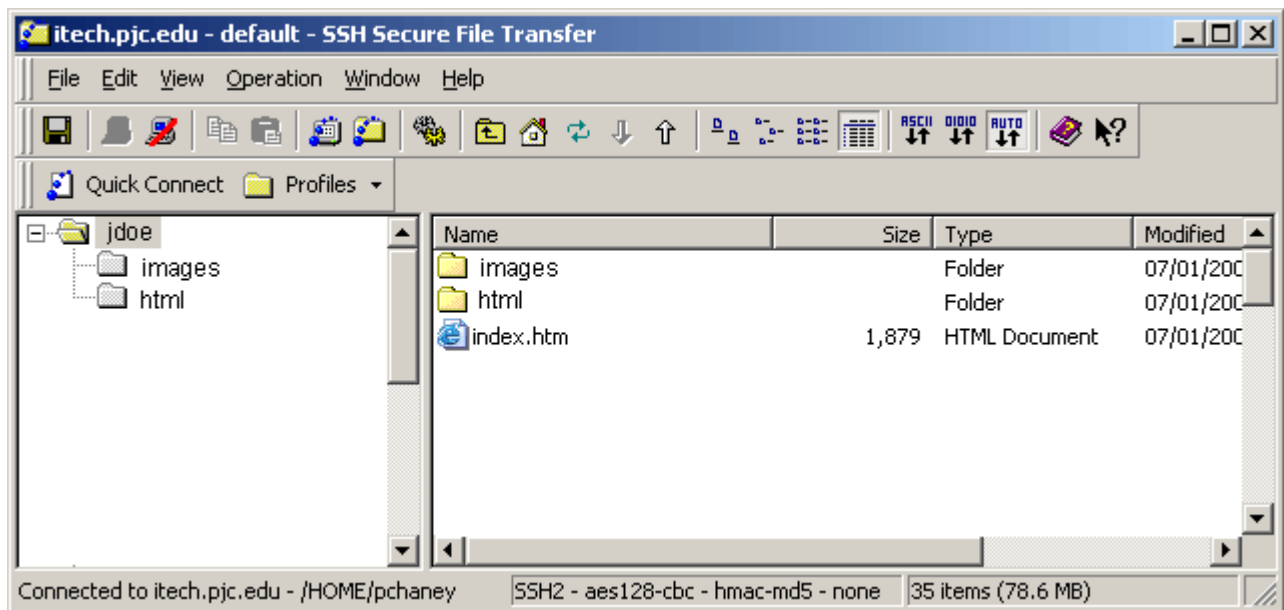 itech.pjc.edu - default - SSH Secure File Transfer
File Edit View Operation Window Help
ASCII 01010 AUTO
Quick Connect Profiles
jdoe
images
html
Name Size Type Modified
images Folder 07/01/200
html Folder 07/01/200
index.htm 1,879 HTML Document 07/01/200
Connected to itech.pjc.edu - /HOME/pchaney SSH2 - aes128-cbc - hmac-md5 - none 35 items (78.6 MB)